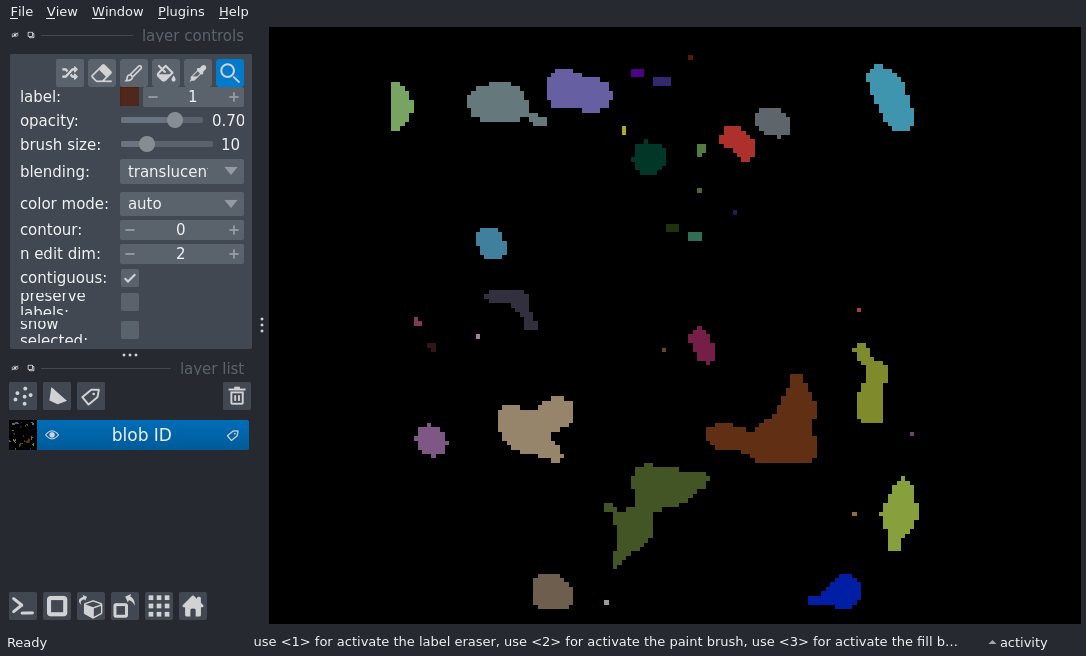 File View Window Plugins Help
layer controls
label: 1
opacity: 0.70
brush size: 10
blending: translucen
color mode: auto
contour: 0
n edit dim: 2
contiguous:
preserve
labels:
show
selected:
layer list
blob ID
Ready use <1> for activate the label eraser, use <2> for activate the paint brush, use <3> for activate the fill b... activity